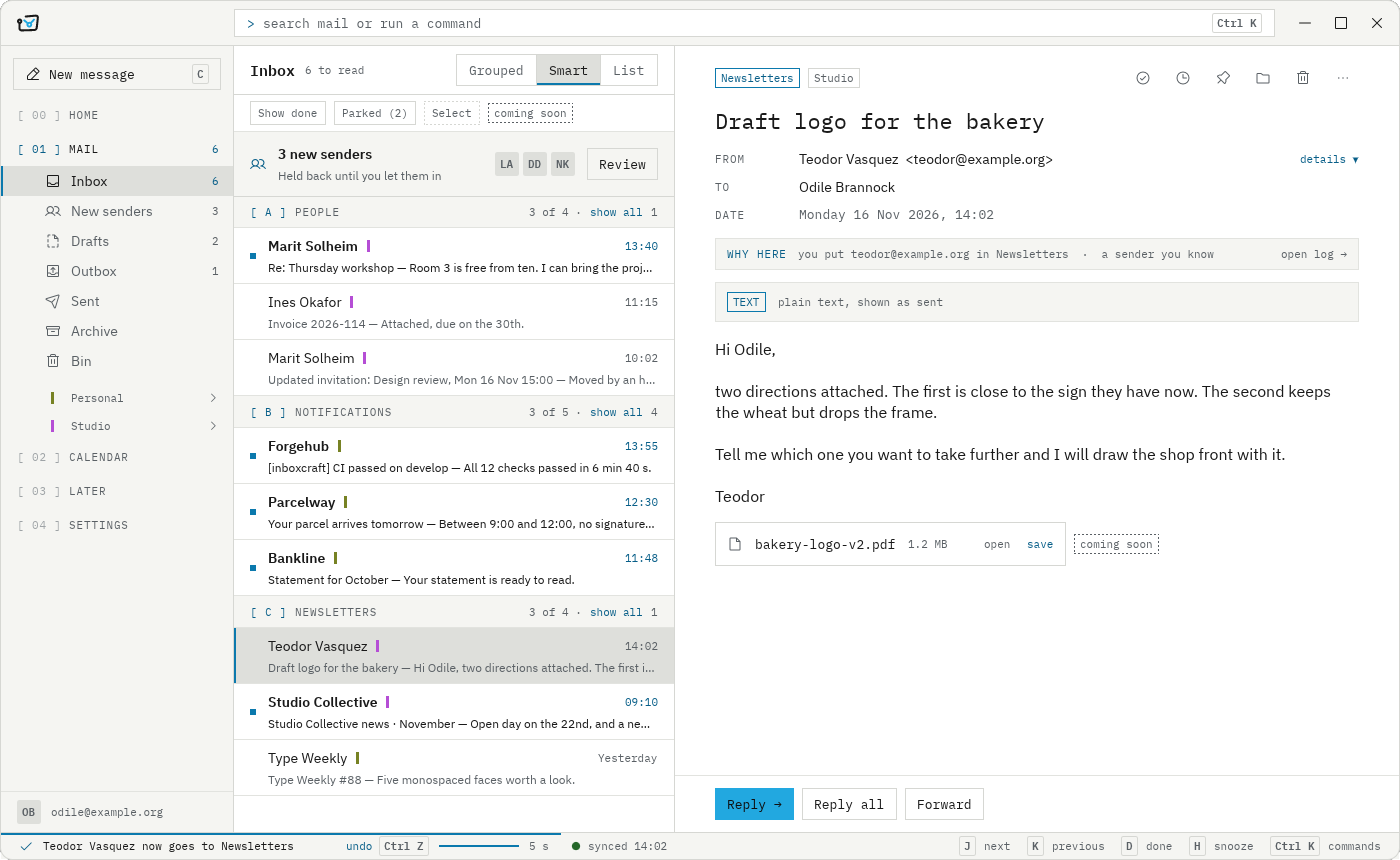 > search mail or run a command Ctrl K
New message C
[ 00 ] HOME
[ 01 ] MAIL 6
Inbox 6
New senders 3
Drafts 2
Outbox 1
Sent
Archive
Bin
Personal
Studio
[ 02 ] CALENDAR
[ 03 ] LATER
[ 04 ] SETTINGS
OB odile@example.org
Inbox 6 to read
Grouped Smart List
Show done Parked (2) Select coming soon
3 new senders
Held back until you let them in
LA DD NK Review
[ A ] PEOPLE 3 of 4 · show all 1
Marit Solheim 13:40
Re: Thursday workshop — Room 3 is free from ten. I can bring the proj…
Ines Okafor 11:15
Invoice 2026-114 — Attached, due on the 30th.
Marit Solheim 10:02
Updated invitation: Design review, Mon 16 Nov 15:00 — Moved by an h…
[ B ] NOTIFICATIONS 3 of 5 · show all 4
Forgehub 13:55
[inboxcraft] CI passed on develop — All 12 checks passed in 6 min 40 s.
Parcelway 12:30
Your parcel arrives tomorrow — Between 9:00 and 12:00, no signature…
Bankline 11:48
Statement for October — Your statement is ready to read.
[ C ] NEWSLETTERS 3 of 4 · show all 1
Teodor Vasquez 14:02
Draft logo for the bakery — Hi Odile, two directions attached. The first i…
Studio Collective 09:10
Studio Collective news · November — Open day on the 22nd, and a ne…
Type Weekly Yesterday
Type Weekly #88 — Five monospaced faces worth a look.
Newsletters Studio
Draft logo for the bakery
FROM Teodor Vasquez <teodor@example.org> details ▾
TO Odile Brannock
DATE Monday 16 Nov 2026, 14:02
WHY HERE you put teodor@example.org in Newsletters · a sender you know open log →
TEXT plain text, shown as sent
Hi Odile,
two directions attached. The first is close to the sign they have now. The second keeps
the wheat but drops the frame.
Tell me which one you want to take further and I will draw the shop front with it.
Teodor
bakery-logo-v2.pdf 1.2 MB open save coming soon
Reply → Reply all Forward
Teodor Vasquez now goes to Newsletters undo Ctrl Z 5 s synced 14:02
J next K previous D done H snooze Ctrl K commands